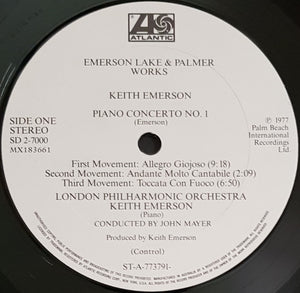 ATLANTIC
EMERSON LAKE & PALMER
WORKS
KEITH EMERSON
PIANO CONCERTO NO. 1
(Emerson)
SIDE ONE
STEREO
SD 2-7000
MX183661
℗ 1977
Palm Beach
International
Recordings
Ltd.
First Movement: Allegro Giojoso (9:18)
Second Movement: Andante Molto Cantabile (2:09)
Third Movement: Toccata Con Fuoco (6:50)
LONDON PHILHARMONIC ORCHESTRA
KEITH EMERSON
(Piano)
CONDUCTED BY JOHN MAYER
Produced by Keith Emerson
(Control)
ST-A-773791-